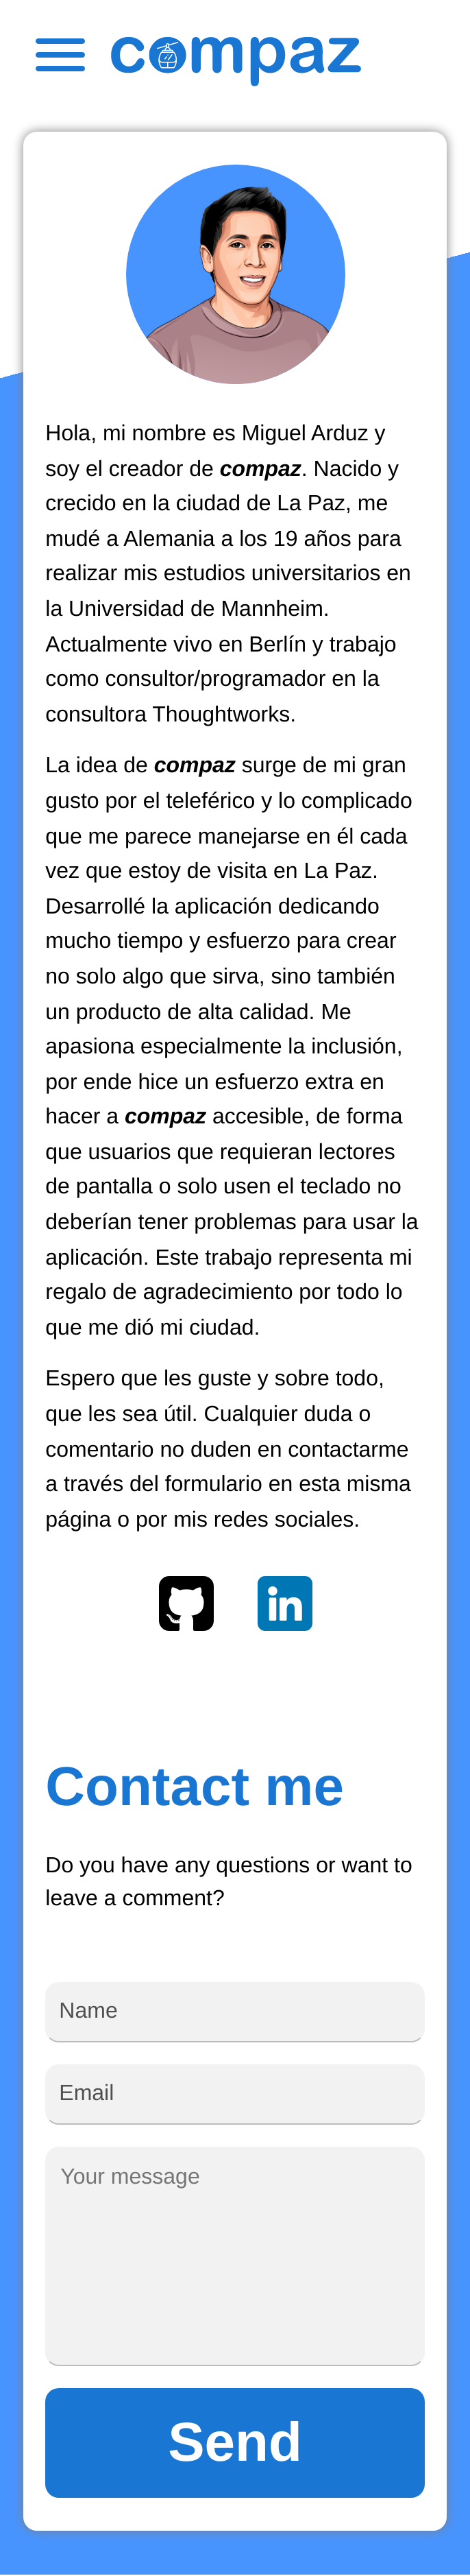 compaz
Hola, mi nombre es Miguel Arduz y
soy el creador de compaz. Nacido y
crecido en la ciudad de La Paz, me
mudé a Alemania a los 19 años para
realizar mis estudios universitarios en
la Universidad de Mannheim.
Actualmente vivo en Berlín y trabajo
como consultor/programador en la
consultora Thoughtworks.
La idea de compaz surge de mi gran
gusto por el teleférico y lo complicado
que me parece manejarse en él cada
vez que estoy de visita en La Paz.
Desarrollé la aplicación dedicando
mucho tiempo y esfuerzo para crear
no solo algo que sirva, sino también
un producto de alta calidad. Me
apasiona especialmente la inclusión,
por ende hice un esfuerzo extra en
hacer a compaz accesible, de forma
que usuarios que requieran lectores
de pantalla o solo usen el teclado no
deberían tener problemas para usar la
aplicación. Este trabajo representa mi
regalo de agradecimiento por todo lo
que me dió mi ciudad.
Espero que les guste y sobre todo,
que les sea útil. Cualquier duda o
comentario no duden en contactarme
a través del formulario en esta misma
página o por mis redes sociales.
in
Contact me
Do you have any questions or want to
leave a comment?
Name
Email
Your message
Send